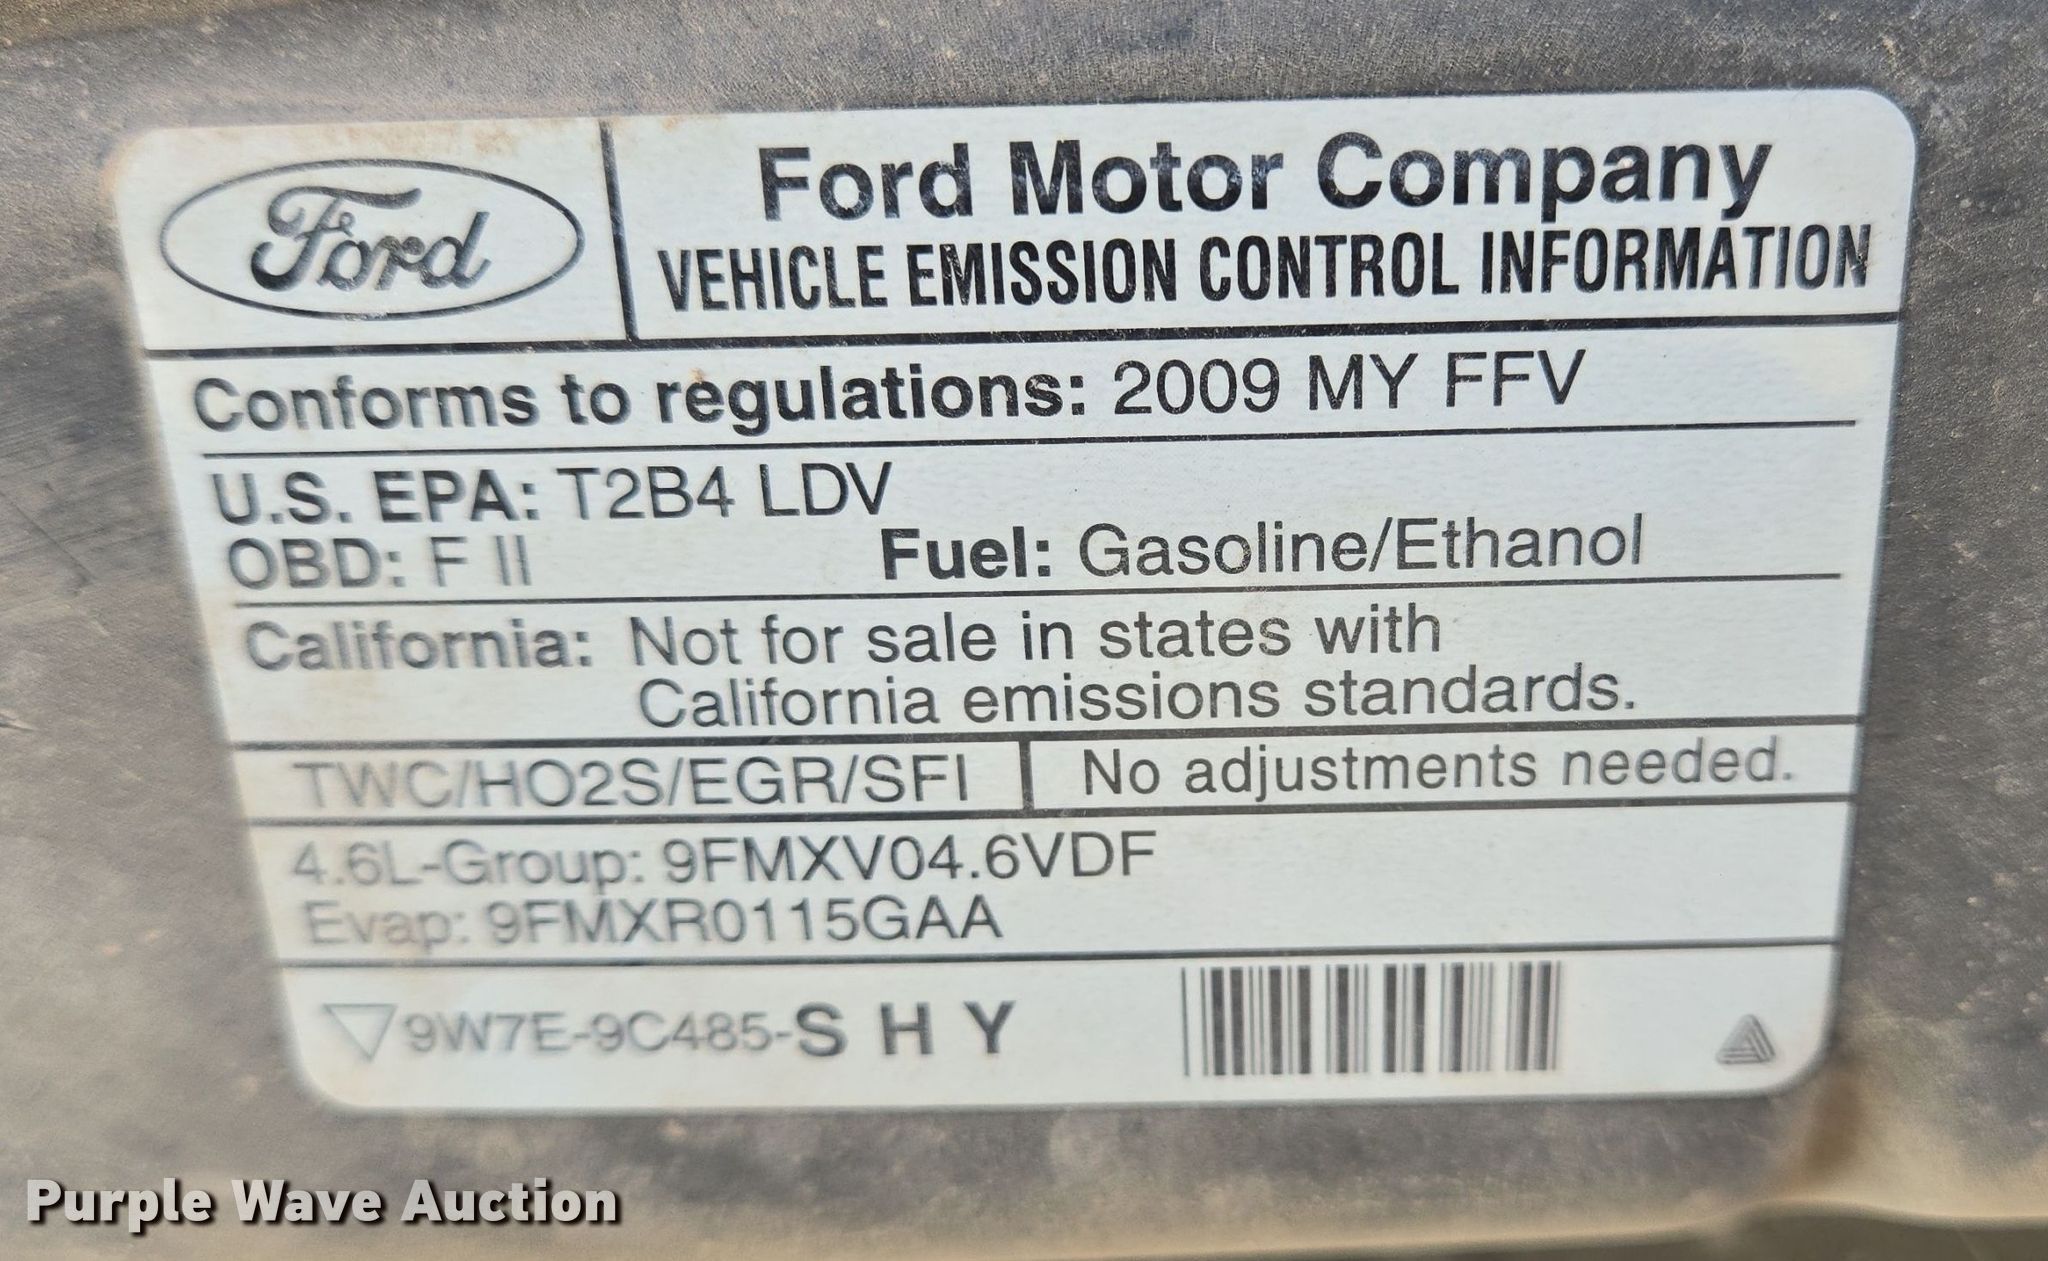 Ford
Ford Motor Company
VEHICLE EMISSION CONTROL INFORMATION
Conforms to regulations: 2009 MY FFV
U.S. EPA: T2B4 LDV
OBD: F II Fuel: Gasoline/Ethanol
California: Not for sale in states with
California emissions standards.
TWC/HO2S/EGR/SFI No adjustments needed.
4.6L-Group: 9FMXV04.6VDF
Evap: 9FMXR0115GAA
9W7E-9C485-S H Y
Purple Wave Auction